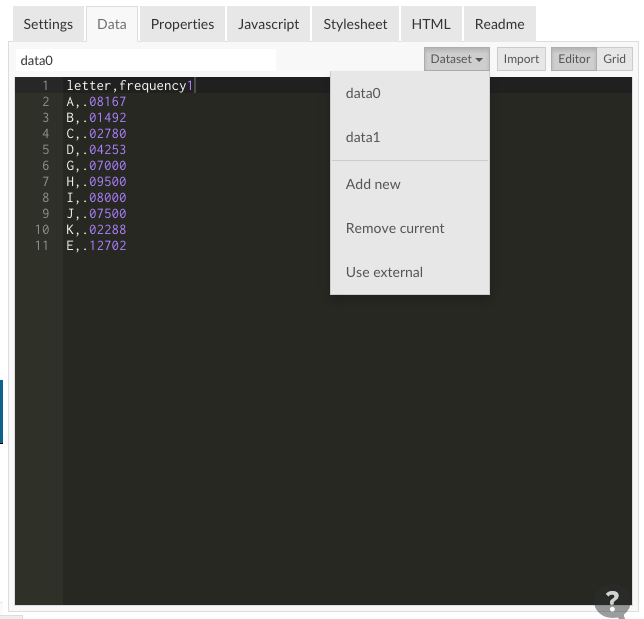 Settings Data Properties Javascript Stylesheet HTML Readme
data0 Dataset Import Editor Grid
data0
data1
Add new
Remove current
Use external
1 letter,frequency1
2 A,.08167
3 B,.01492
4 C,.02780
5 D,.04253
6 G,.07000
7 H,.09500
8 I,.08000
9 J,.07500
10 K,.02288
11 E,.12702
?